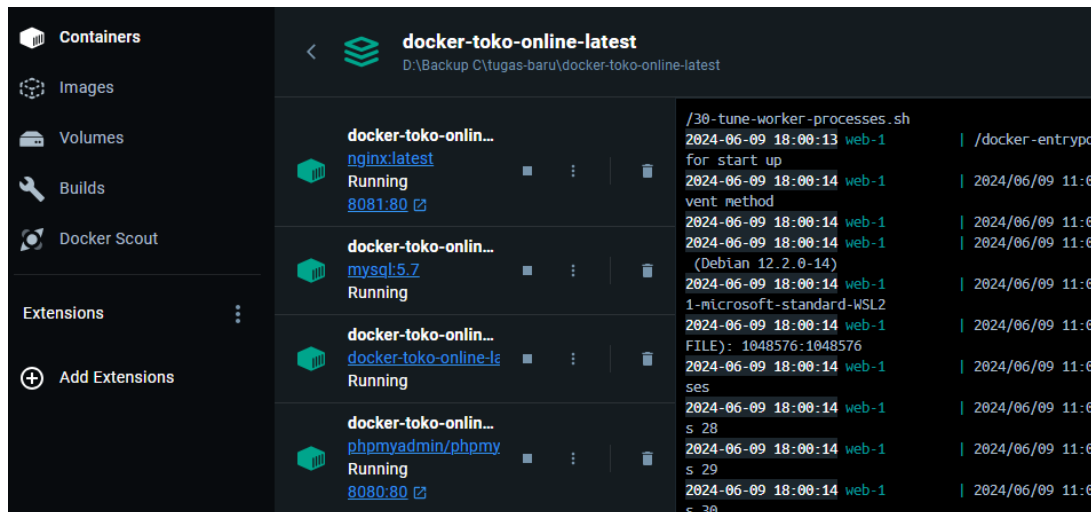 Containers
Images
Volumes
Builds
Docker Scout
Extensions
Add Extensions
docker-toko-online-latest
D:\Backup C\tugas-baru\docker-toko-online-latest
docker-toko-onlin...
nginx:latest
Running
8081:80
docker-toko-onlin...
mysql:5.7
Running
docker-toko-onlin...
docker-toko-online-la
Running
docker-toko-onlin...
phpmyadmin/phpmy
Running
8080:80
/30-tune-worker-processes.sh
2024-06-09 18:00:13 web-1 | /docker-entrypo
for start up
2024-06-09 18:00:14 web-1 | 2024/06/09 11:0
vent method
2024-06-09 18:00:14 web-1 | 2024/06/09 11:0
2024-06-09 18:00:14 web-1 | 2024/06/09 11:0
(Debian 12.2.0-14)
2024-06-09 18:00:14 web-1 | 2024/06/09 11:0
1-microsoft-standard-WSL2
2024-06-09 18:00:14 web-1 | 2024/06/09 11:0
FILE): 1048576:1048576
2024-06-09 18:00:14 web-1 | 2024/06/09 11:0
ses
2024-06-09 18:00:14 web-1 | 2024/06/09 11:0
s 28
2024-06-09 18:00:14 web-1 | 2024/06/09 11:0
s 29
2024-06-09 18:00:14 web-1 | 2024/06/09 11:0
s 30